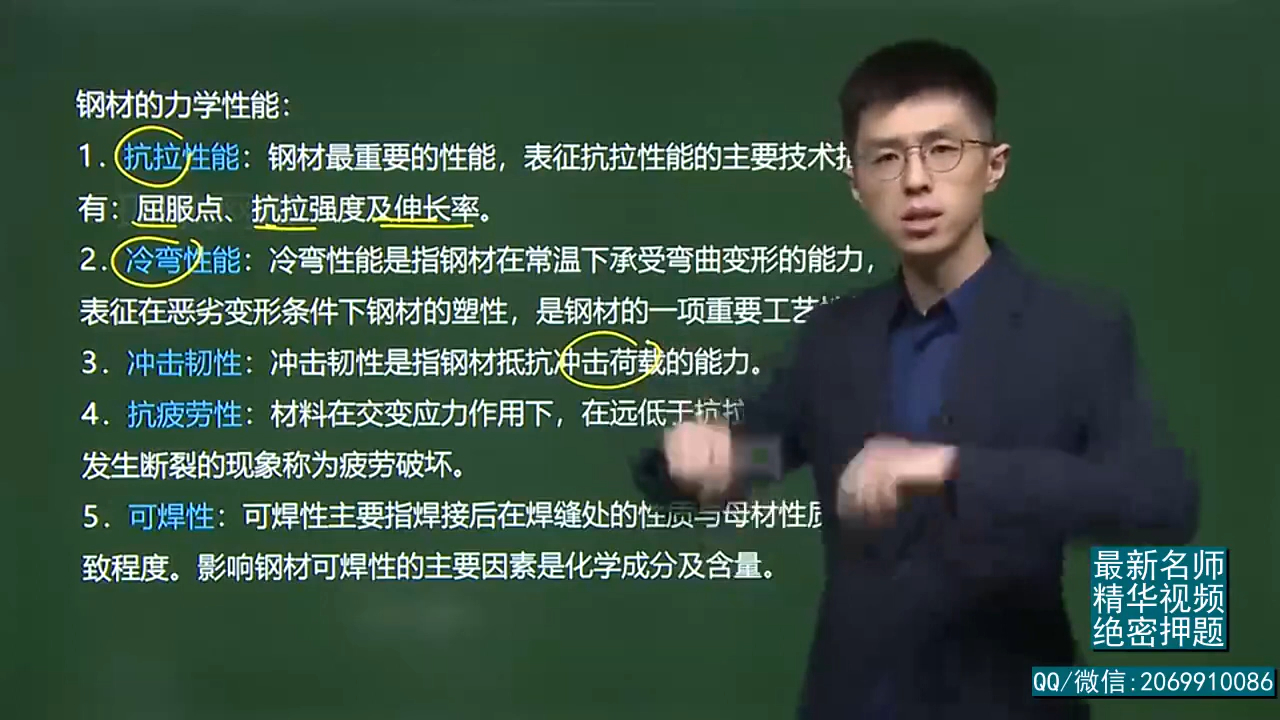 钢材的力学性能：
1．抗拉性能：钢材最重要的性能，表征抗拉性能的主要技术指
有：屈服点、抗拉强度及伸长率。
2．冷弯性能：冷弯性能是指钢材在常温下承受弯曲变形的能力，
表征在恶劣变形条件下钢材的塑性，是钢材的一项重要工艺
3．冲击韧性：冲击韧性是指钢材抵抗冲击荷载的能力。
4．抗疲劳性：材料在交变应力作用下，在远低于抗拉
发生断裂的现象称为疲劳破坏。
5．可焊性：可焊性主要指焊接后在焊缝处的性质与母材性质
致程度。影响钢材可焊性的主要因素是化学成分及含量。
最新名师
精华视频
绝密押题
QQ/微信:2069910086